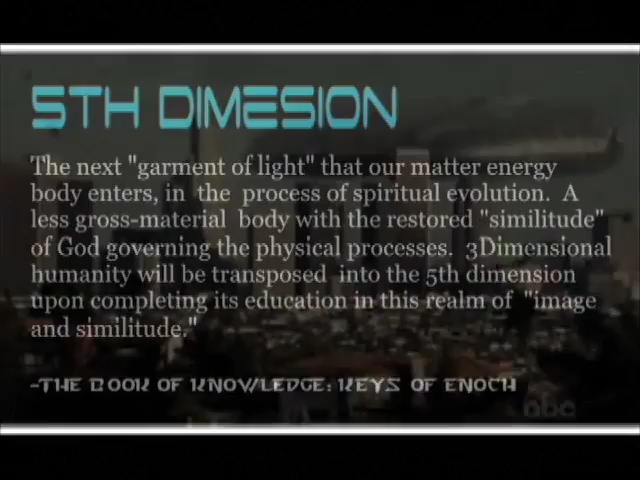 5TH DIMESION
The next "garment of light" that our matter energy
body enters, in the process of spiritual evolution. A
less gross-material body with the restored "similitude"
of God governing the physical processes. 3Dimensional
humanity will be transposed into the 5th dimension
upon completing its education in this realm of "image
and similitude."
-THE BOOK OF KNOWLEDGE: KEYS OF ENOCH
abc